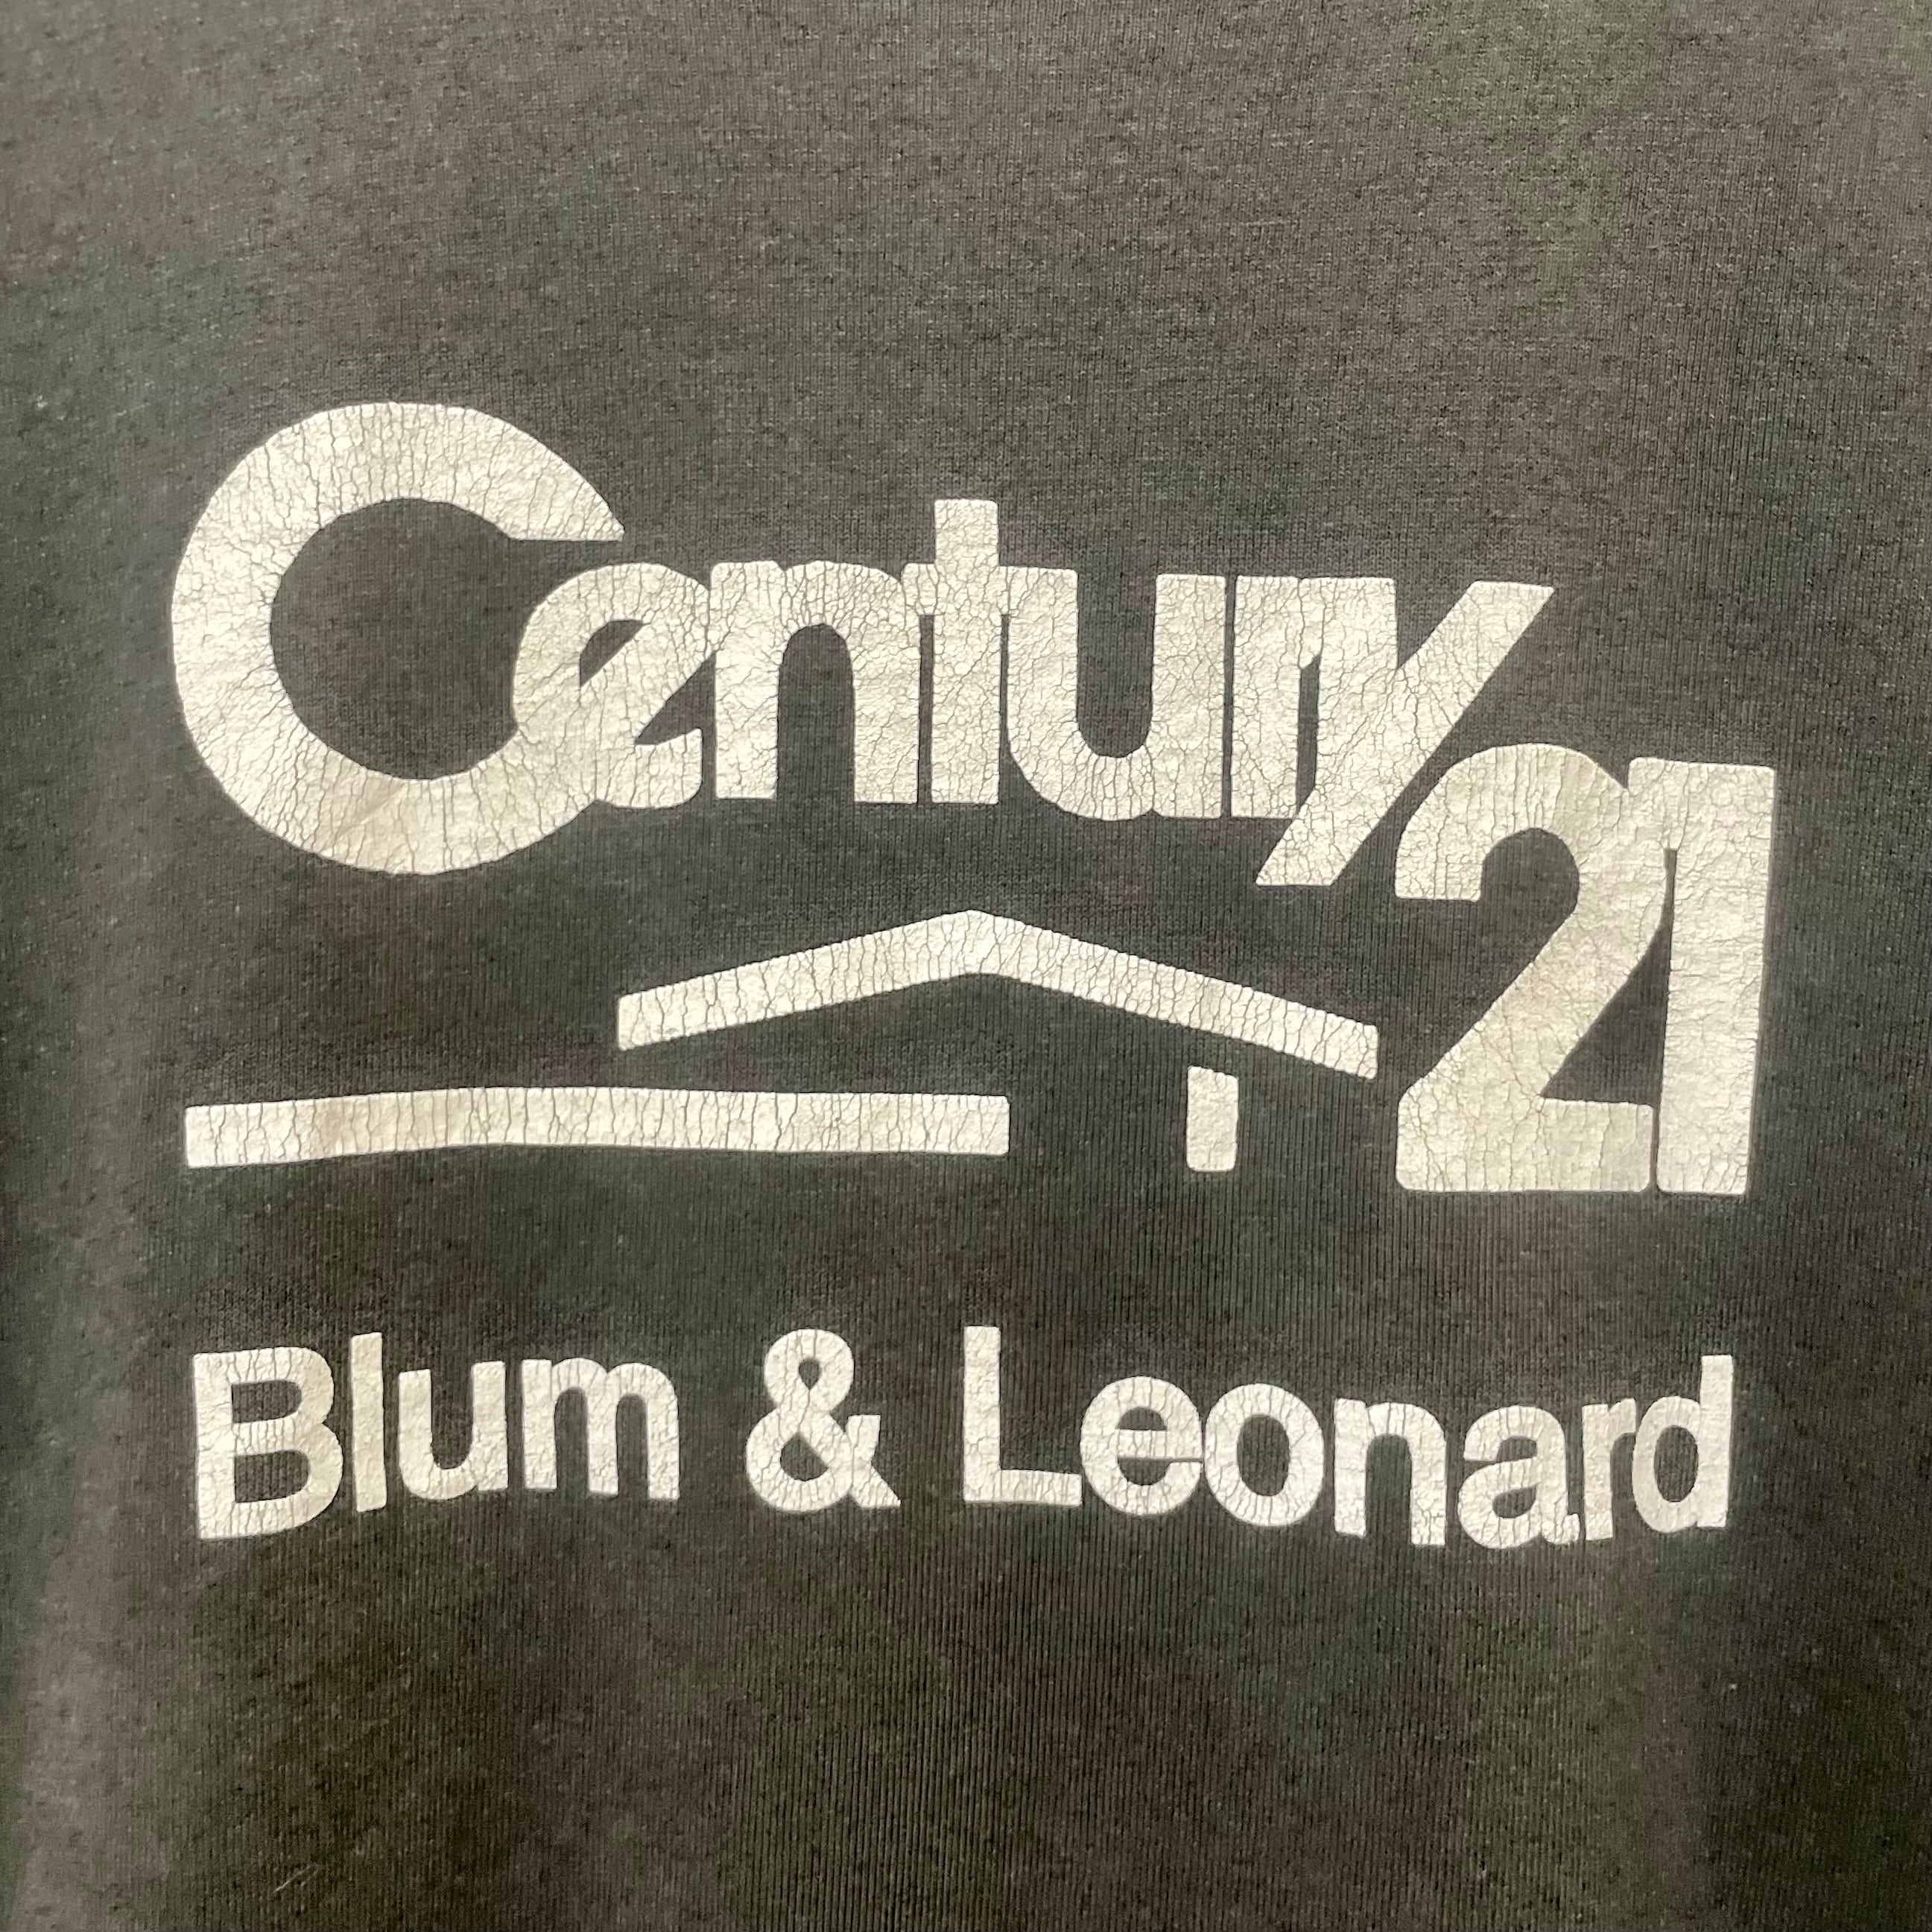 Century 21
Blum & Leonard